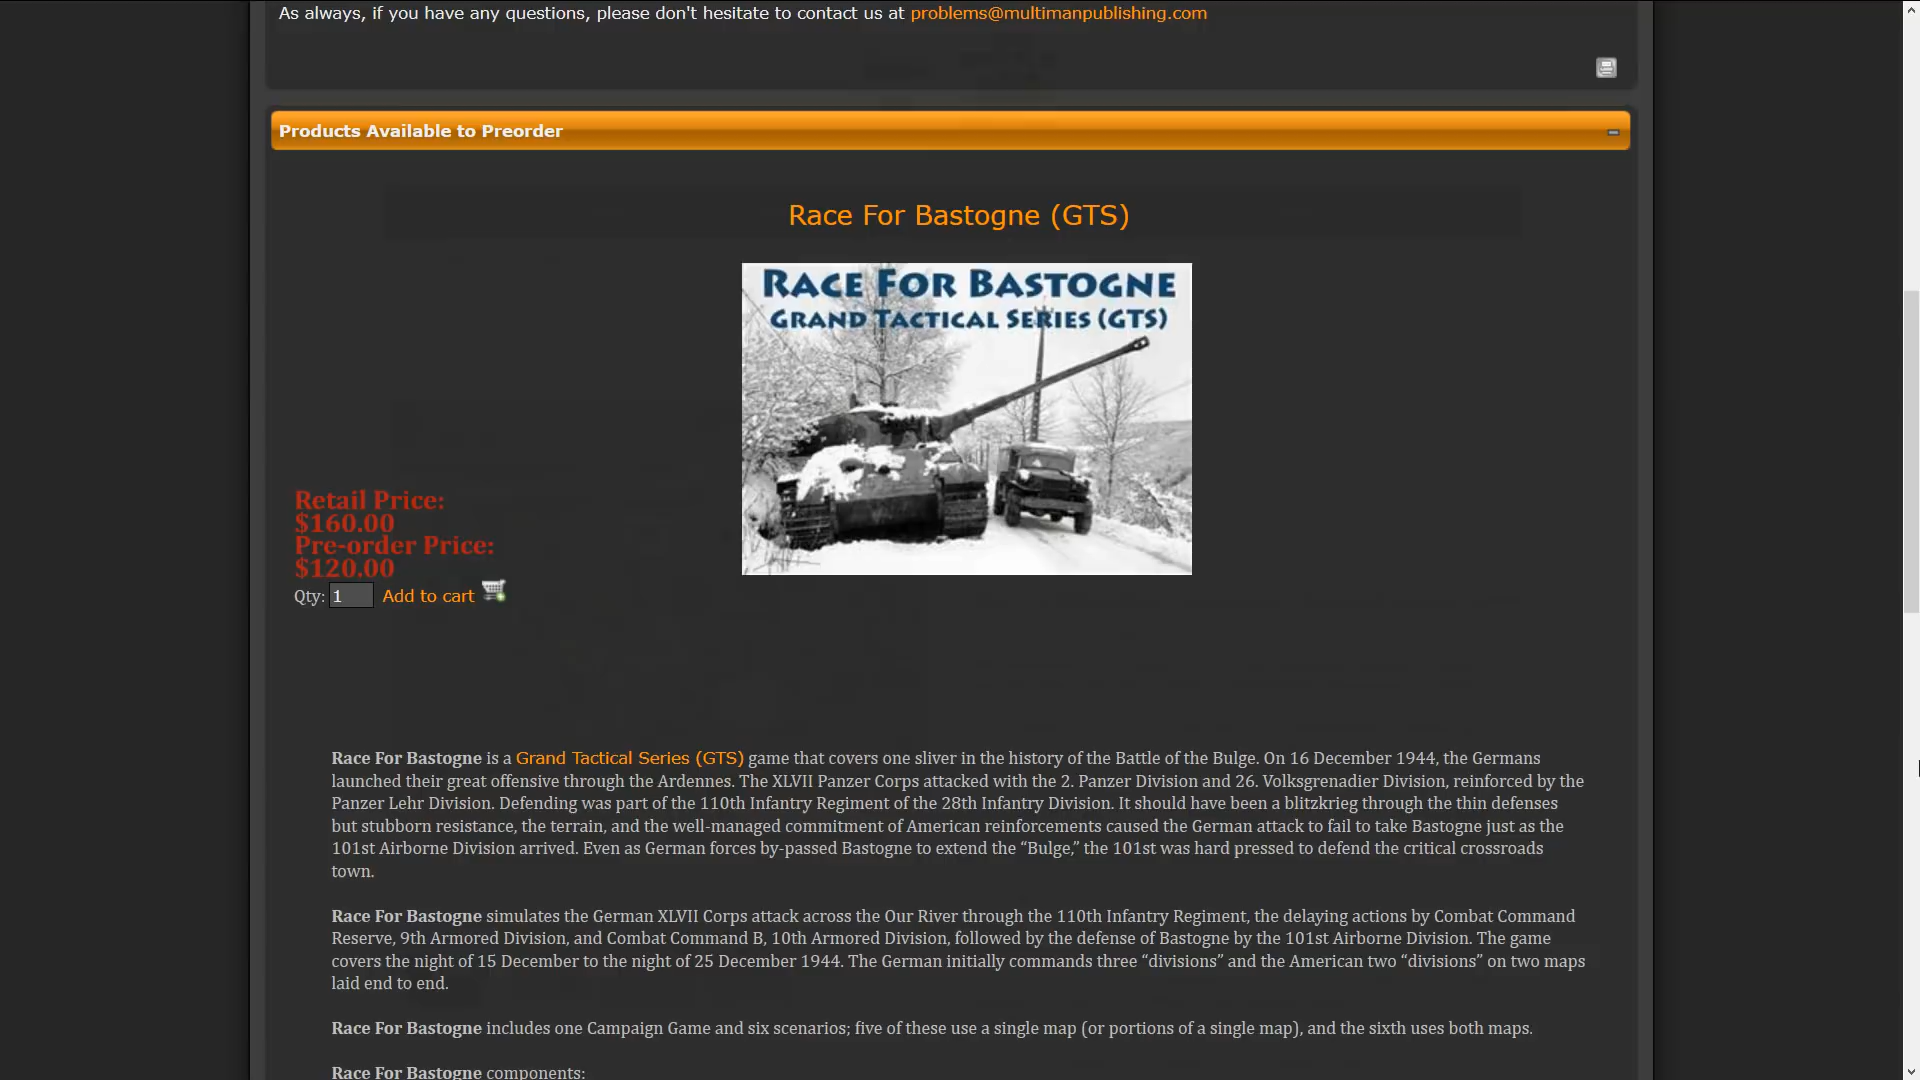 As always, if you have any questions, please don't hesitate to contact us at problems@multimanpublishing.com
Products Available to Preorder
Race For Bastogne (GTS)
RACE FOR BASTOGNE
GRAND TACTICAL SERIES (GTS)
Retail Price:
$160.00
Pre-order Price:
$120.00
Qty: 1 Add to cart
Race For Bastogne is a Grand Tactical Series (GTS) game that covers one sliver in the history of the Battle of the Bulge. On 16 December 1944, the Germans
launched their great offensive through the Ardennes. The XLVII Panzer Corps attacked with the 2. Panzer Division and 26. Volksgrenadier Division, reinforced by the
Panzer Lehr Division. Defending was part of the 110th Infantry Regiment of the 28th Infantry Division. It should have been a blitzkrieg through the thin defenses
but stubborn resistance, the terrain, and the well-managed commitment of American reinforcements caused the German attack to fail to take Bastogne just as the
101st Airborne Division arrived. Even as German forces by-passed Bastogne to extend the “Bulge,” the 101st was hard pressed to defend the critical crossroads
town.
Race For Bastogne simulates the German XLVII Corps attack across the Our River through the 110th Infantry Regiment, the delaying actions by Combat Command
Reserve, 9th Armored Division, and Combat Command B, 10th Armored Division, followed by the defense of Bastogne by the 101st Airborne Division. The game
covers the night of 15 December to the night of 25 December 1944. The German initially commands three “divisions” and the American two “divisions” on two maps
laid end to end.
Race For Bastogne includes one Campaign Game and six scenarios; five of these use a single map (or portions of a single map), and the sixth uses both maps.
Race For Bastogne components: